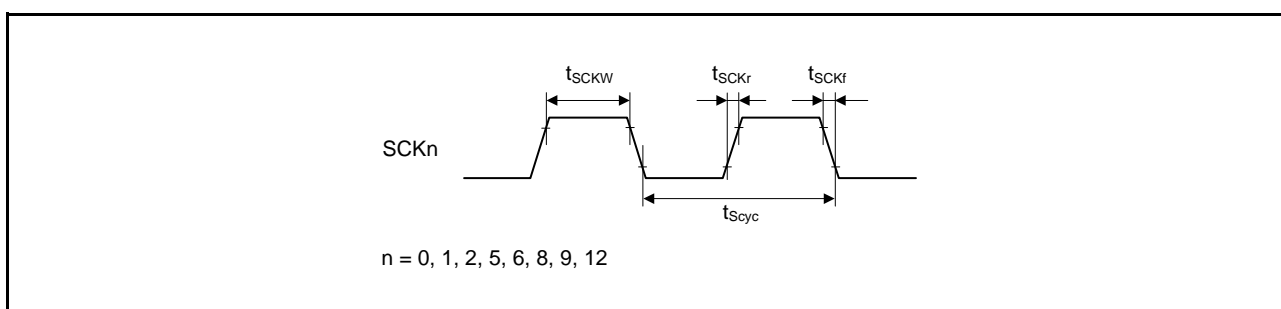 tSCKW tSCKr tSCKf
SCKn
tScyc
n = 0, 1, 2, 5, 6, 8, 9, 12